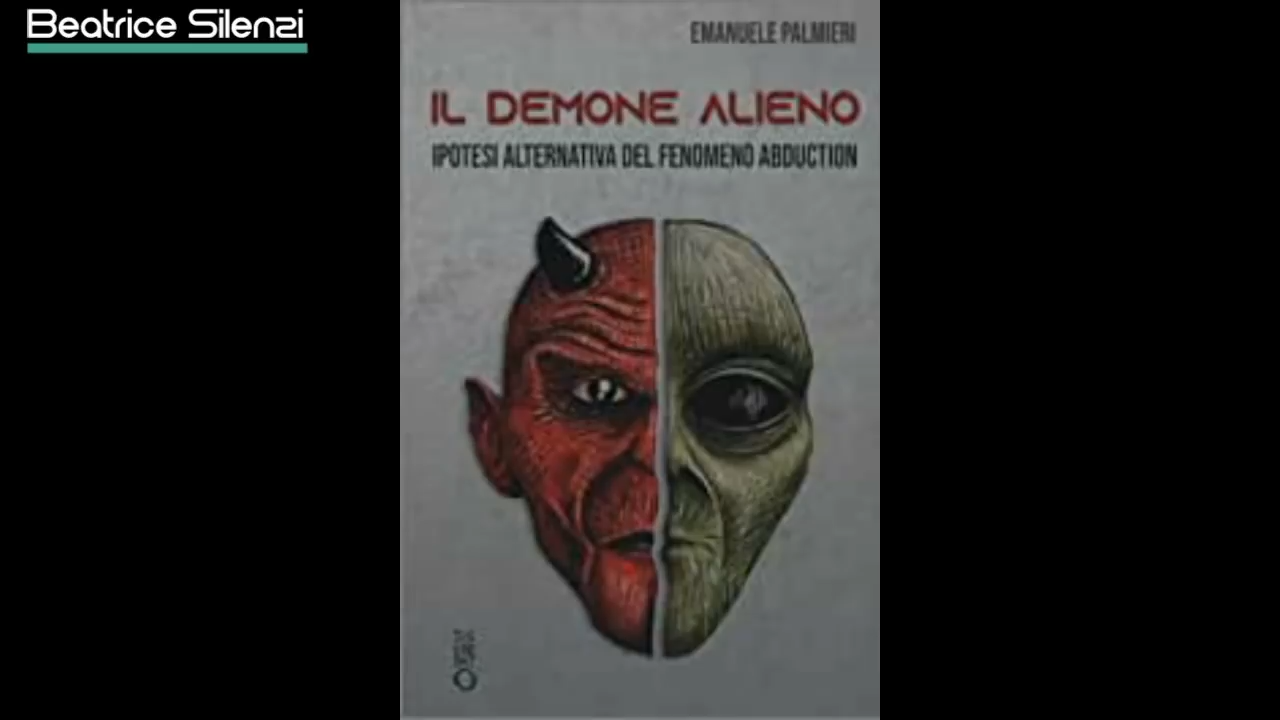 Beatrice Silenzi
EMANUELE PALMIERI
IL DEMONE ALIENO
IPOTESI ALTERNATIVA DEL FENOMENO ABDUCTION